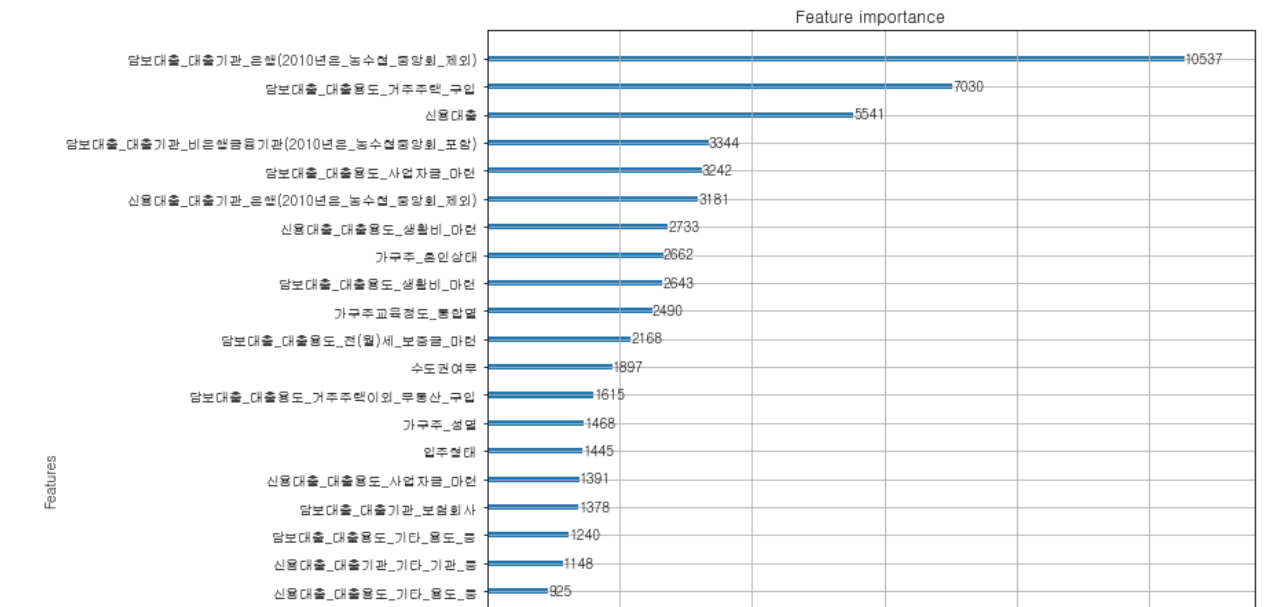 Feature importance
담보대출_대출기관_은행(2010년은_농수협_중앙회_제외) 10537
담보대출_대출용도_거주주택_구입 7030
신용대출 5541
담보대출_대출기관_비은행금융기관(2010년은_농수협중앙회_포함) 3344
담보대출_대출용도_사업자금_마련 3242
신용대출_대출기관_은행(2010년은_농수협_중앙회_제외) 3181
신용대출_대출용도_생활비_마련 2733
가구주_혼인상태 2662
담보대출_대출용도_생활비_마련 2643
가구주교육정도_통합별 2490
담보대출_대출용도_전(월)세_보증금_마련 2168
수도권여부 1897
담보대출_대출용도_거주주택이외_부동산_구입 1615
가구주_성별 1468
입주형태 1445
신용대출_대출용도_사업자금_마련 1391
담보대출_대출기관_보험회사 1378
담보대출_대출용도_기타_용도_등 1240
신용대출_대출기관_기타_기관_등 1148
신용대출_대출용도_기타_용도_등 925
Features